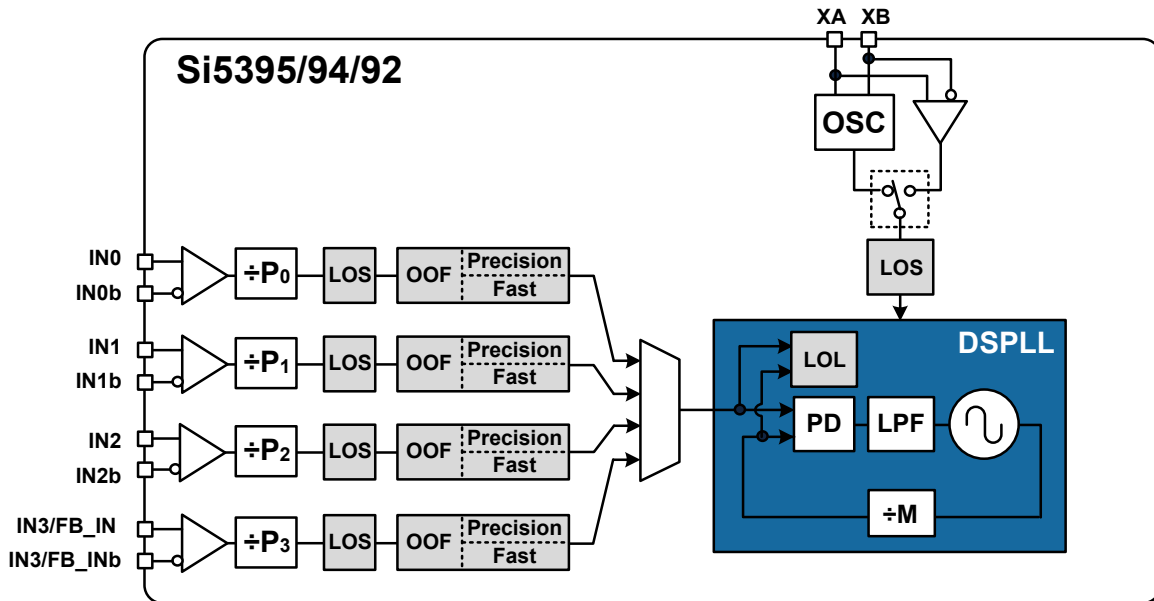 XA XB
Si5395/94/92
OSC
LOS
IN0
IN0b
÷P0
LOS
OOF
Precision
Fast
IN1
IN1b
÷P1
LOS
OOF
Precision
Fast
IN2
IN2b
÷P2
LOS
OOF
Precision
Fast
IN3/FB_IN
IN3/FB_INb
÷P3
LOS
OOF
Precision
Fast
DSPLL
LOL
PD
LPF
÷M